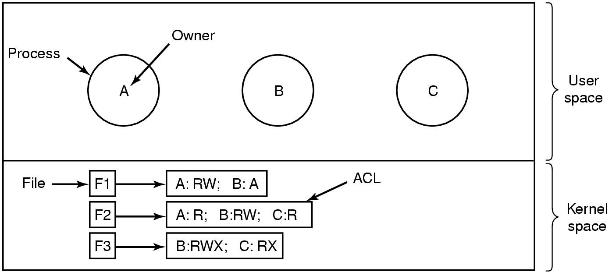 Owner
Process
A
B
C
User
space
File
F1
A: RW; B: A
ACL
F2
A: R; B:RW; C:R
F3
B:RWX; C: RX
Kernel
space